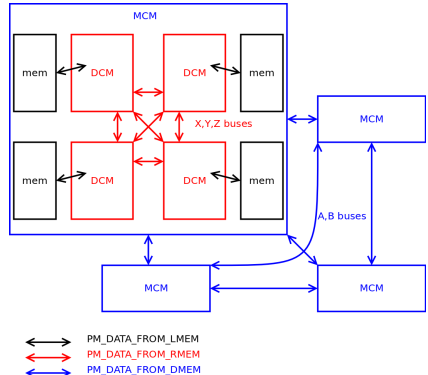 MCM
mem
DCM
DCM
mem
X,Y,Z buses
MCM
mem
DCM
DCM
mem
A,B buses
MCM
MCM
PM_DATA_FROM_LMEM
PM_DATA_FROM_RMEM
PM_DATA_FROM_DMEM